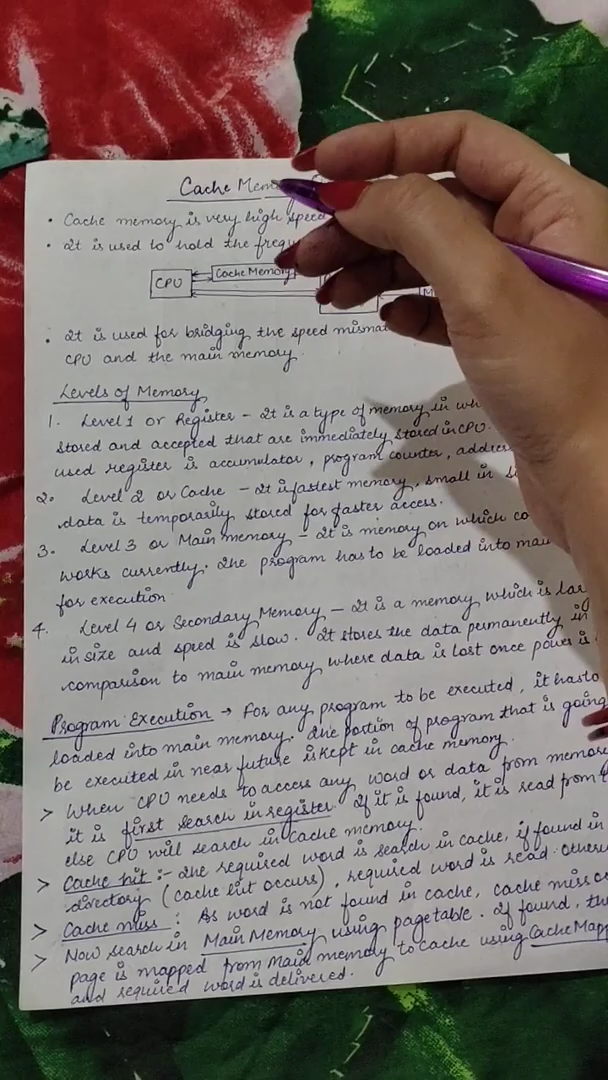 Cache Mem
• Cache memory is very high speed
• It is used to hold the frequ
CPU
Cache Memory
M
• It is used for bridging the speed mismat
CPU and the main memory.
Levels of Memory
1. Level 1 or Register - It is a type of memory in wh
stored and accepted that are immediately stored in CPU.
used register is accumulator, program counter, addre
2. Level 2 or Cache - It is fastest memory, small in s
data is temporarily stored for faster access.
3. Level 3 or Main memory - It is memory on which co
works currently. The program has to be loaded into mai
for execution.
4. Level 4 or Secondary Memory - It is a memory which is lar
in size and speed is slow. It stores the data permanently in
comparison to main memory where data is lost once power is
Program Execution → For any program to be executed, it has to
loaded into main memory. The portion of program that is going
be executed in near future is kept in cache memory.
> When CPU needs to access any word or data from memor
it is first search in register. If it is found, it is read from
else CPU will search in cache memory.
> Cache hit :- The required word is search in cache, if found in
directory (cache hit occurs), required word is read. Other
> Cache miss : As word is not found in cache, cache miss oc
> Now search in Main Memory using page table. If found, th
page is mapped from main memory to cache using Cache Mapp
and required word is delivered.